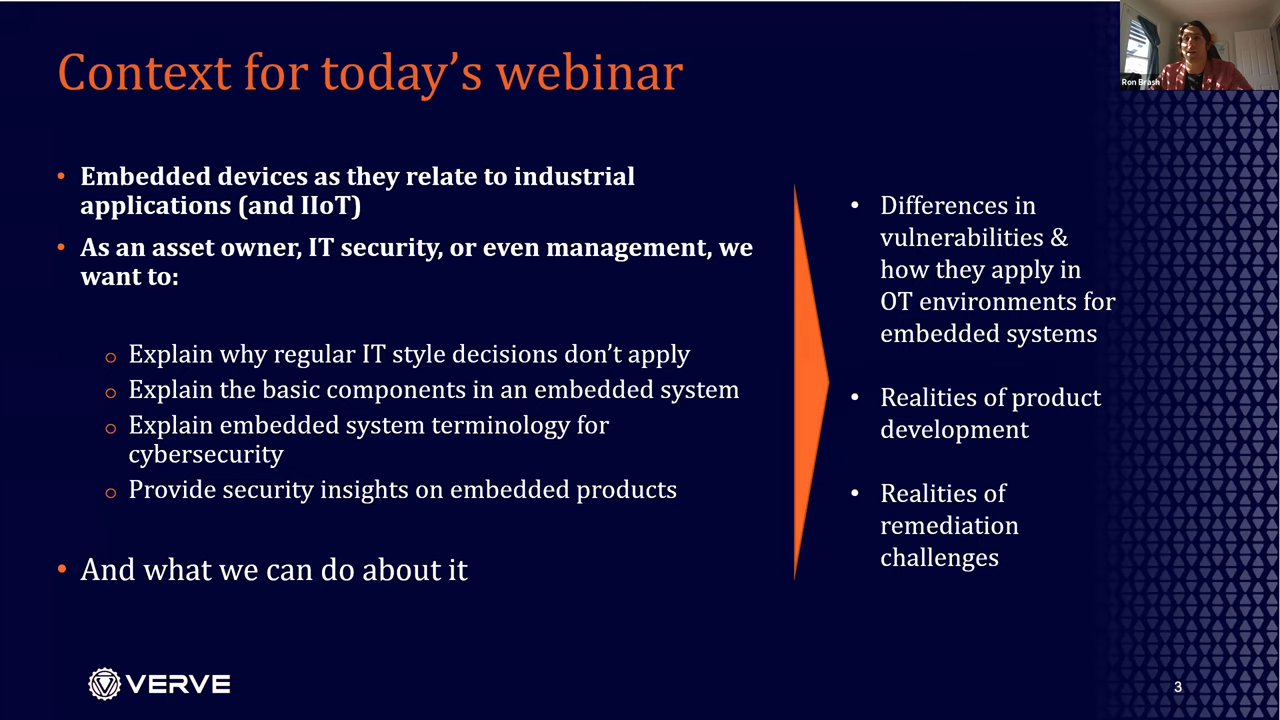 Context for today’s webinar
Ron Brash
• Embedded devices as they relate to industrial
applications (and IIoT)
• As an asset owner, IT security, or even management, we
want to:
o Explain why regular IT style decisions don’t apply
o Explain the basic components in an embedded system
o Explain embedded system terminology for
cybersecurity
o Provide security insights on embedded products
• And what we can do about it
• Differences in
vulnerabilities &
how they apply in
OT environments for
embedded systems
• Realities of product
development
• Realities of
remediation
challenges
VERVE
3